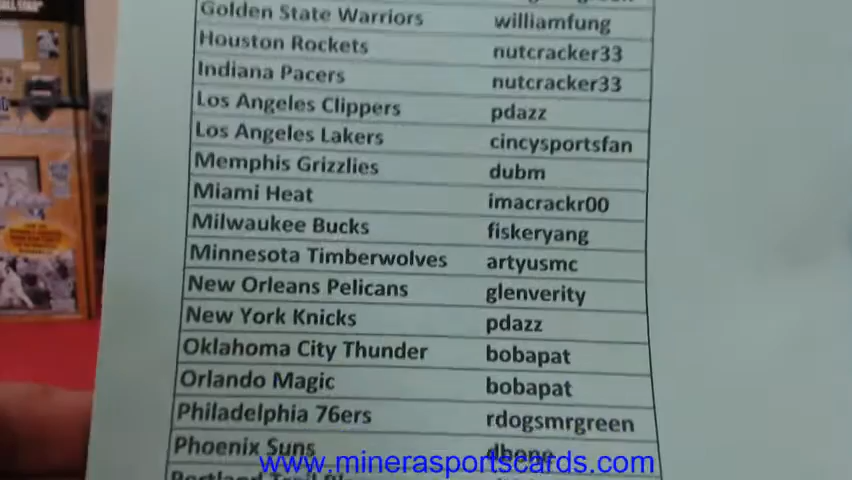 Golden State Warriors williamfung
Houston Rockets nutcracker33
Indiana Pacers nutcracker33
Los Angeles Clippers pdazz
Los Angeles Lakers cincysportsfan
Memphis Grizzlies dubm
Miami Heat imacrackr00
Milwaukee Bucks fiskeryang
Minnesota Timberwolves artyusmc
New Orleans Pelicans glenverity
New York Knicks pdazz
Oklahoma City Thunder bobapat
Orlando Magic bobapat
Philadelphia 76ers rdogsmrgreen
Phoenix Suns
www.minerasportscards.com